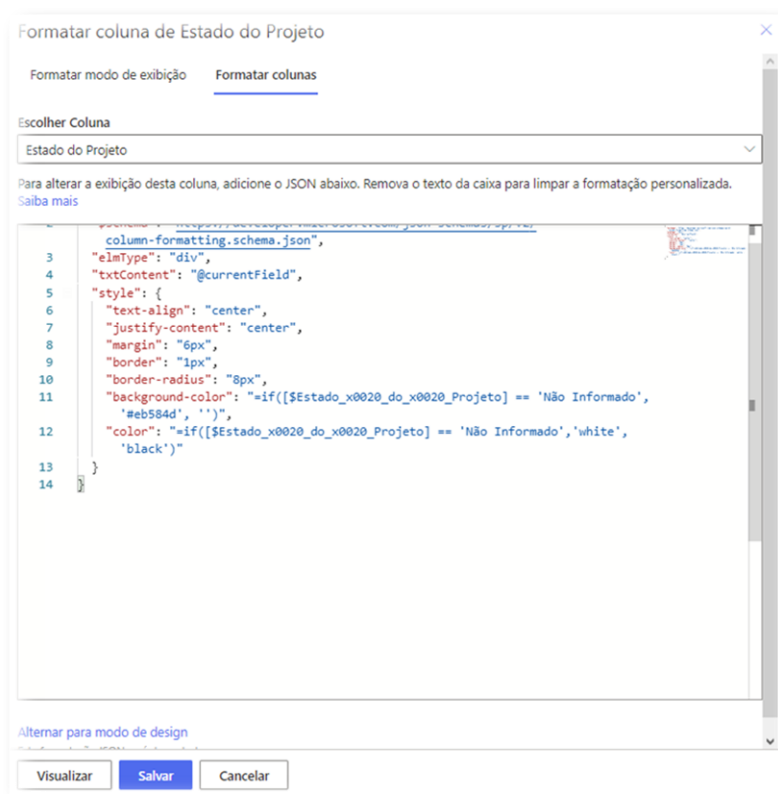 Formatar coluna de Estado do Projeto
Formatar modo de exibição Formatar colunas
Escolher Coluna
Estado do Projeto
Para alterar a exibição desta coluna, adicione o JSON abaixo. Remova o texto da caixa para limpar a formatação personalizada.
Saiba mais
column-formatting.schema.json",
3 "elmType": "div",
4 "txtContent": "@currentField",
5 "style": {
6 "text-align": "center",
7 "justify-content": "center",
8 "margin": "6px",
9 "border": "1px",
10 "border-radius": "8px",
11 "background-color": "=if([$Estado_x0020_do_x0020_Projeto] == 'Não Informado',
'#eb584d', '')",
12 "color": "=if([$Estado_x0020_do_x0020_Projeto] == 'Não Informado','white',
'black')"
13 }
14 }
Alternar para modo de design
Visualizar Salvar Cancelar